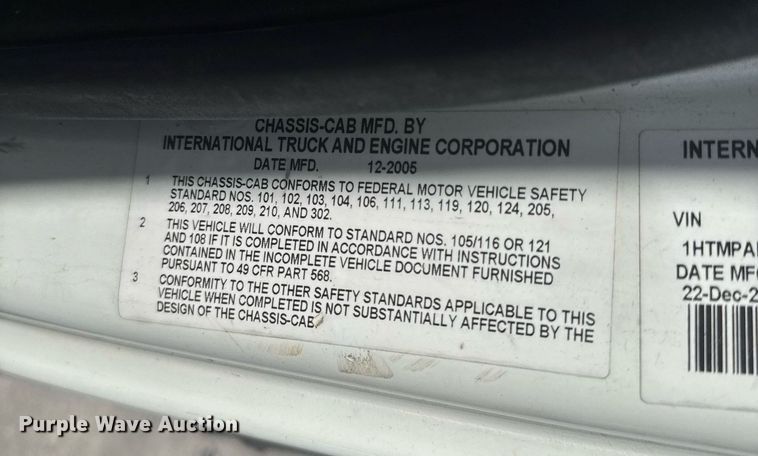 CHASSIS-CAB MFD. BY
INTERNATIONAL TRUCK AND ENGINE CORPORATION
DATE MFD. 12-2005
1 THIS CHASSIS-CAB CONFORMS TO FEDERAL MOTOR VEHICLE SAFETY
STANDARD NOS. 101, 102, 103, 104, 106, 111, 113, 119, 120, 124, 205,
206, 207, 208, 209, 210, AND 302.
2 THIS VEHICLE WILL CONFORM TO STANDARD NOS. 105/116 OR 121
AND 108 IF IT IS COMPLETED IN ACCORDANCE WITH INSTRUCTIONS
CONTAINED IN THE INCOMPLETE VEHICLE DOCUMENT FURNISHED
PURSUANT TO 49 CFR PART 568.
3 CONFORMITY TO THE OTHER SAFETY STANDARDS APPLICABLE TO THIS
VEHICLE WHEN COMPLETED IS NOT SUBSTANTIALLY AFFECTED BY THE
DESIGN OF THE CHASSIS-CAB.
INTERN
VIN
1HTMPA
DATE MFG
22-Dec-2
Purple Wave Auction